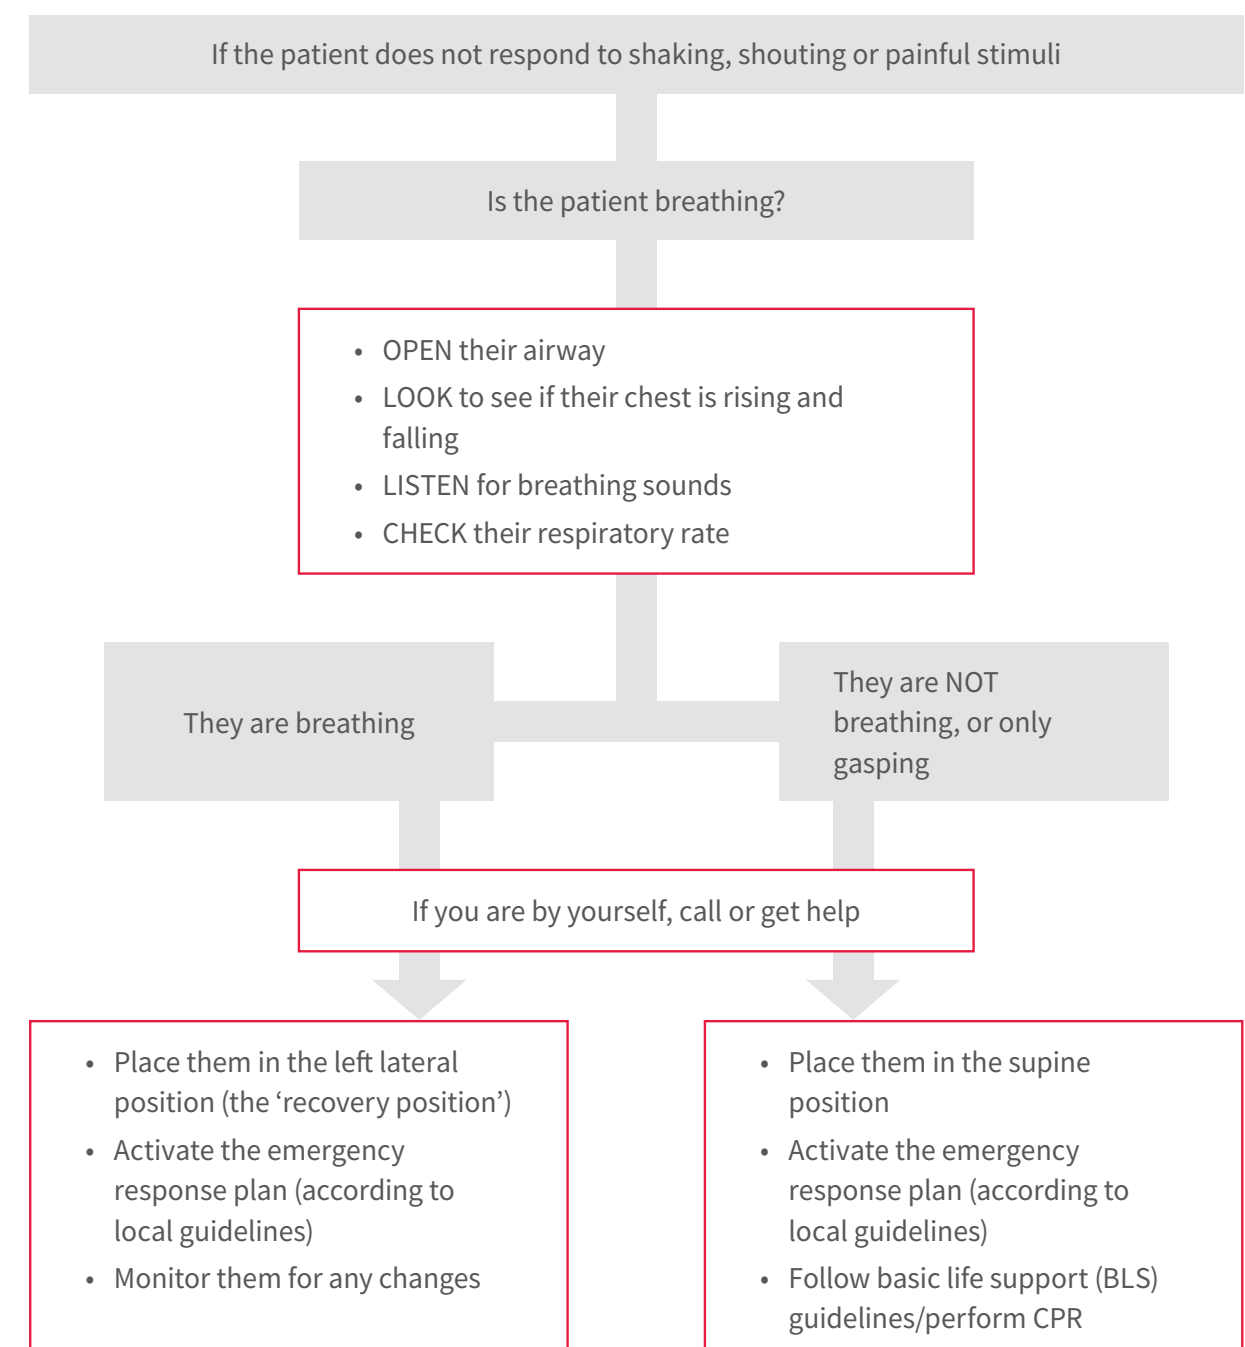 If the patient does not respond to shaking, shouting or painful stimuli
Is the patient breathing?
• OPEN their airway
• LOOK to see if their chest is rising and
falling
• LISTEN for breathing sounds
• CHECK their respiratory rate
They are breathing
They are NOT
breathing, or only
gasping
If you are by yourself, call or get help
• Place them in the left lateral
position (the ‘recovery position’)
• Activate the emergency
response plan (according to
local guidelines)
• Monitor them for any changes
• Place them in the supine
position
• Activate the emergency
response plan (according to
local guidelines)
• Follow basic life support (BLS)
guidelines/perform CPR